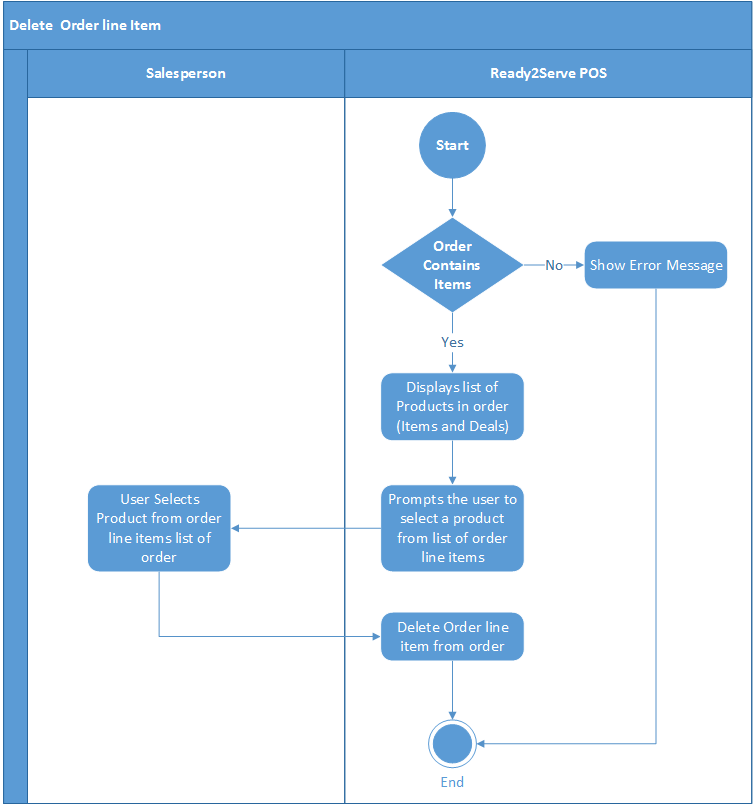 Delete  Order line Item
Salesperson
Ready2Serve POS
Start
Order
Contains
Items
No
Show Error Message
Yes
Displays list of
Products in order
(Items and Deals)
User Selects
Product from order
line items list of
order
Prompts the user to
select a product
from list of order
line items
Delete Order line
item from order
End